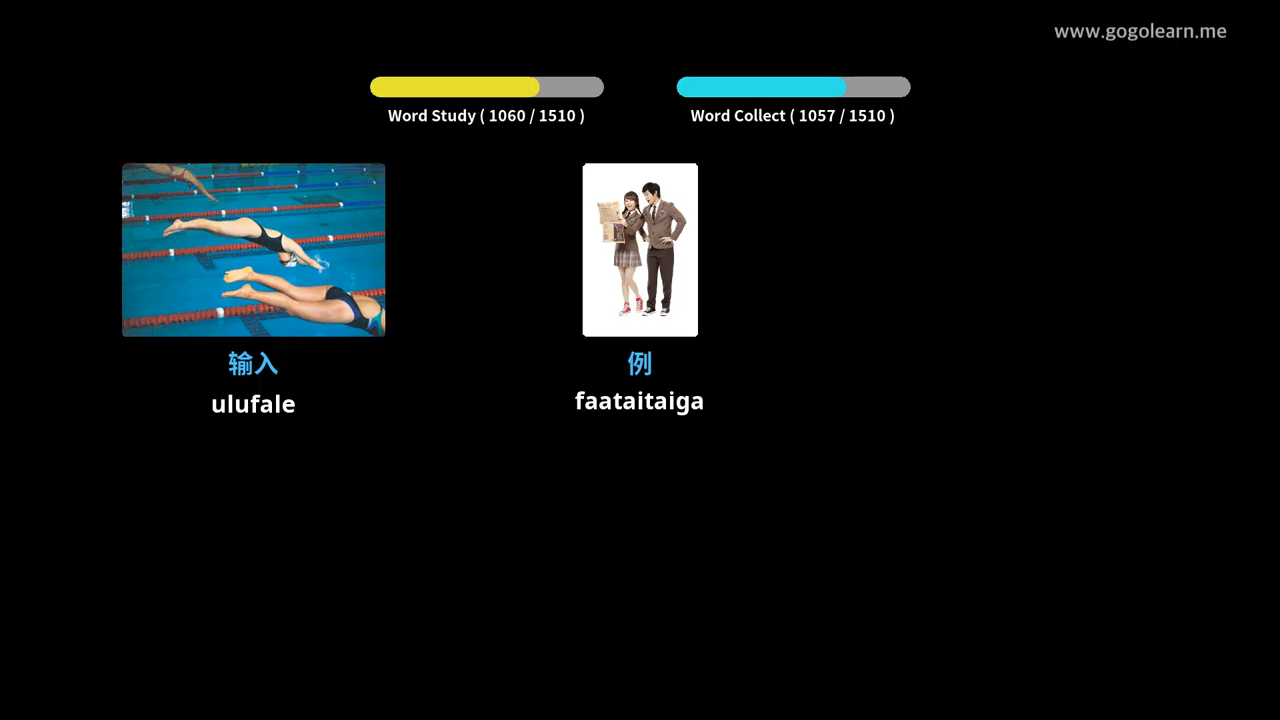 www.gogolearn.me
Word Study ( 1060 / 1510 )
Word Collect ( 1057 / 1510 )
输入
ulufale
例
faataitaiga